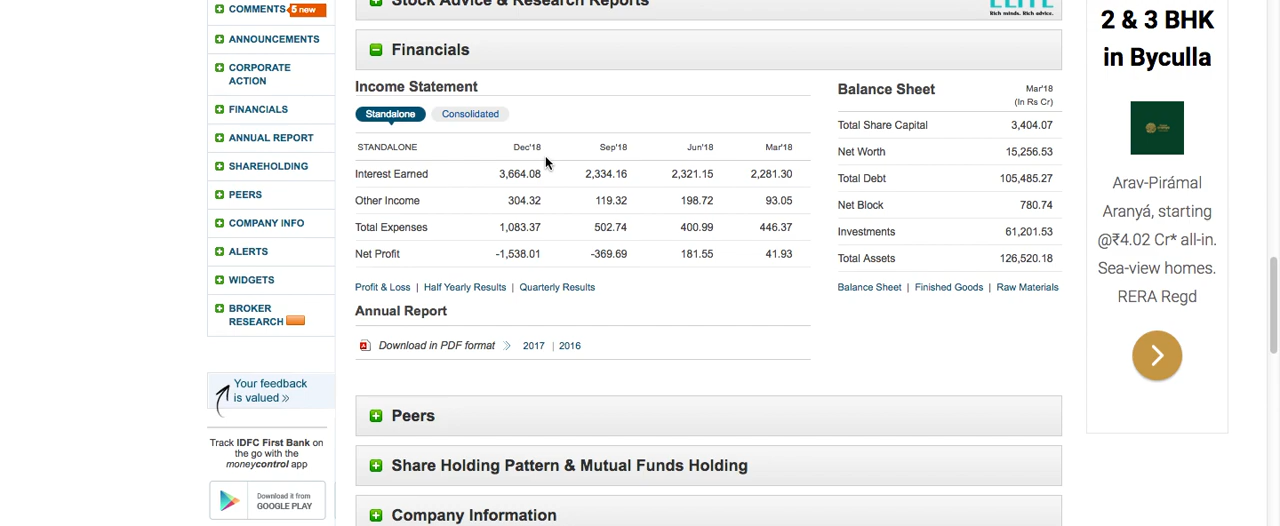 COMMENTS 5 new
ANNOUNCEMENTS
CORPORATE
ACTION
FINANCIALS
ANNUAL REPORT
SHAREHOLDING
PEERS
COMPANY INFO
ALERTS
WIDGETS
BROKER
RESEARCH
Your feedback
is valued »
Track IDFC First Bank on
the go with the
moneycontrol app
Download it from
GOOGLE PLAY
Stock Advice & Research Reports
ELITE
Rich minds. Rich advice.
Financials
Income Statement
Standalone Consolidated
STANDALONE Dec'18 Sep'18 Jun'18 Mar'18
Interest Earned 3,664.08 2,334.16 2,321.15 2,281.30
Other Income 304.32 119.32 198.72 93.05
Total Expenses 1,083.37 502.74 400.99 446.37
Net Profit -1,538.01 -369.69 181.55 41.93
Profit & Loss | Half Yearly Results | Quarterly Results
Annual Report
Download in PDF format » 2017 | 2016
Balance Sheet Mar'18
(In Rs Cr)
Total Share Capital 3,404.07
Net Worth 15,256.53
Total Debt 105,485.27
Net Block 780.74
Investments 61,201.53
Total Assets 126,520.18
Balance Sheet | Finished Goods | Raw Materials
Peers
Share Holding Pattern & Mutual Funds Holding
Company Information
2 & 3 BHK
in Byculla
Arav-Pirámal
Aranyá, starting
@₹4.02 Cr* all-in.
Sea-view homes.
RERA Regd